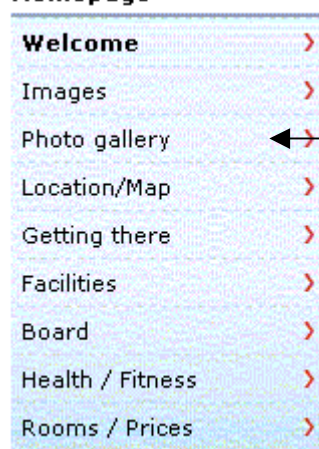 Welcome
Images
Photo gallery
Location/Map
Getting there
Facilities
Board
Health / Fitness
Rooms / Prices